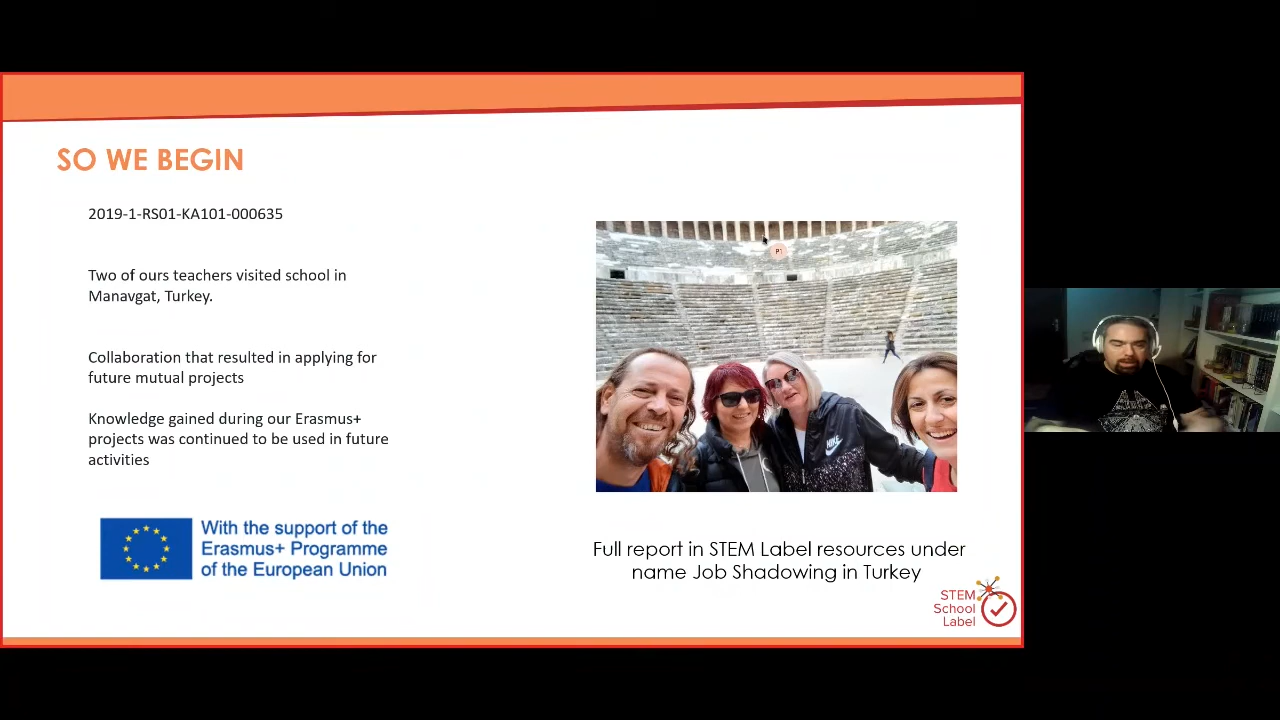 SO WE BEGIN
2019-1-RS01-KA101-000635
Two of ours teachers visited school in
Manavgat, Turkey.
Collaboration that resulted in applying for
future mutual projects
Knowledge gained during our Erasmus+
projects was continued to be used in future
activities
With the support of the
Erasmus+ Programme
of the European Union
P1
NIKE
Full report in STEM Label resources under
name Job Shadowing in Turkey
STEM
School
Label